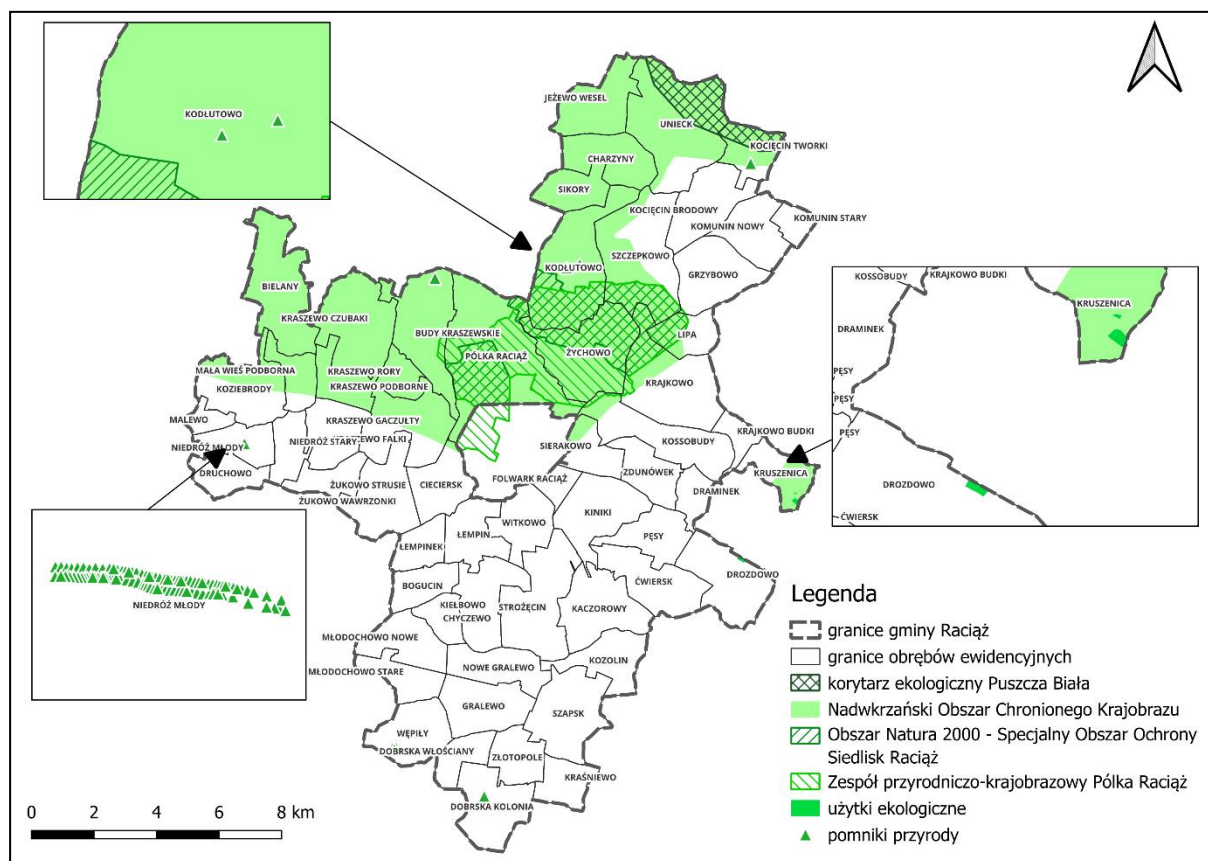 KODŁUTOWO
JEŻEWO WESEL
UNIECK
KOCIĘCIN TWORKI
CHARZYNY
SIKORY
KOCIĘCIN BRODOWY
KOMUNIN STARY
KOMUNIN NOWY
SZCZEPKOWO
KODŁUTOWO
GRZYBOWO
BIELANY
KRASZEWO CZUBAKI
BUDY KRASZEWSKIE
LIPA
PÓLKA RACIĄŻ
ŻYCHOWO
MAŁA WIEŚ PODBORNA
KRASZEWO RORY
KOZIEBRODY
KRASZEWO PODBORNE
KRAJKOWO
MALEWO
KRASZEWO GACZUŁTY
NIEDRÓŻ MŁODY
NIEDRÓŻ STARY
EWO FALKI
SIERAKOWO
KOSSOBUDY
KRAJKOWO BUDKI
DRUCHOWO
ŻUKOWO STRUSIE
CIECIERSK
ZDUNÓWEK
KRUSZENICA
ŻUKOWO WAWRZONKI
FOLWARK RACIĄŻ
DRAMINEK
WITKOWO
KINIKI
ŁEMPINEK
ŁEMPIN
PĘSY
BOGUCIN
ĆWIERSK
DROZDOWO
KIEŁBOWO
STROŻĘCIN
KACZOROWY
CHYCZEWO
MŁODOCHOWO NOWE
NOWE GRALEWO
KOZOLIN
MŁODOCHOWO STARE
GRALEWO
SZAPSK
WĘPIŁY
DOBRSKA WŁOŚCIANY
ZŁOTOPOLE
KRAŚNIEWO
DOBRSKA KOLONIA
NIEDRÓŻ MŁODY
KOSSOBUDY
KRAJKOWO BUDKI
KRUSZENICA
DRAMINEK
PĘSY
PĘSY
PĘSY
DROZDOWO
ĆWIERSK
Legenda
granice gminy Raciąż
granice obrębów ewidencyjnych
korytarz ekologiczny Puszcza Biała
Nadwkrzański Obszar Chronionego Krajobrazu
Obszar Natura 2000 - Specjalny Obszar Ochrony
Siedlisk Raciąż
Zespół przyrodniczo-krajobrazowy Pólka Raciąż
użytki ekologiczne
pomniki przyrody
0 2 4 6 8 km